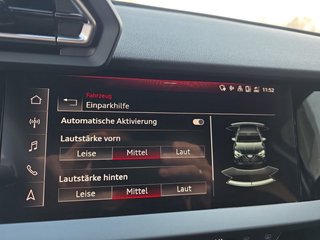 11:52
Fahrzeug
Einparkhilfe
Automatische Aktivierung
Lautstärke vorn
Leise Mittel Laut
Lautstärke hinten
Leise Mittel Laut